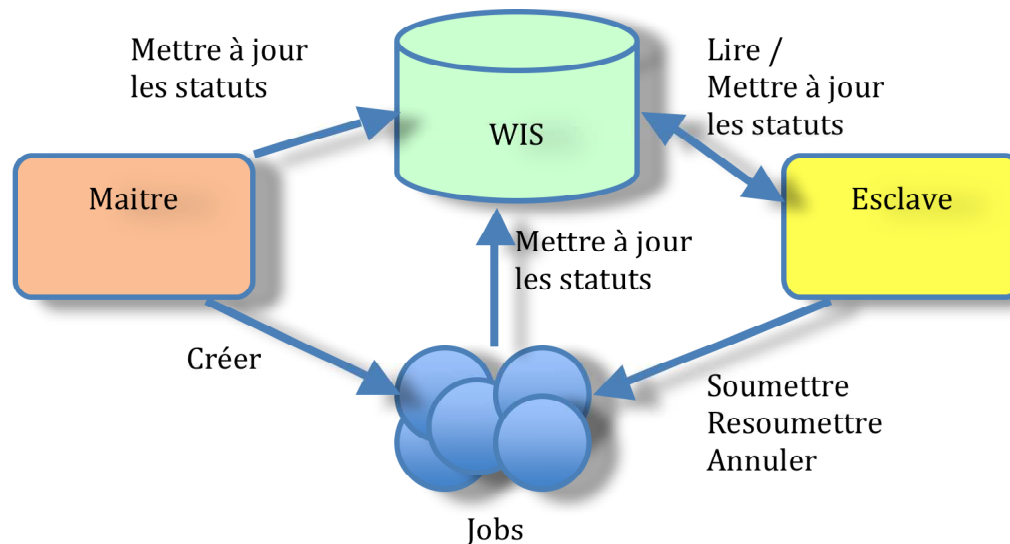 Mettre à jour
les statuts
Lire /
Mettre à jour
les statuts
WIS
Maitre
Esclave
Mettre à jour
les statuts
Créer
Soumettre
Resoumettre
Annuler
Jobs